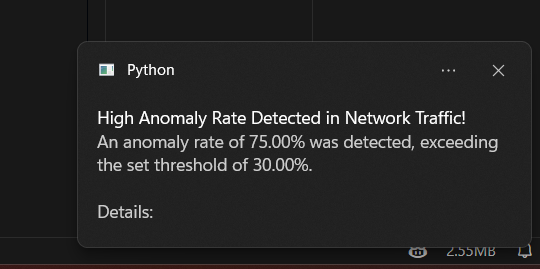 Python
High Anomaly Rate Detected in Network Traffic!
An anomaly rate of 75.00% was detected, exceeding
the set threshold of 30.00%.
Details:
2.55MB